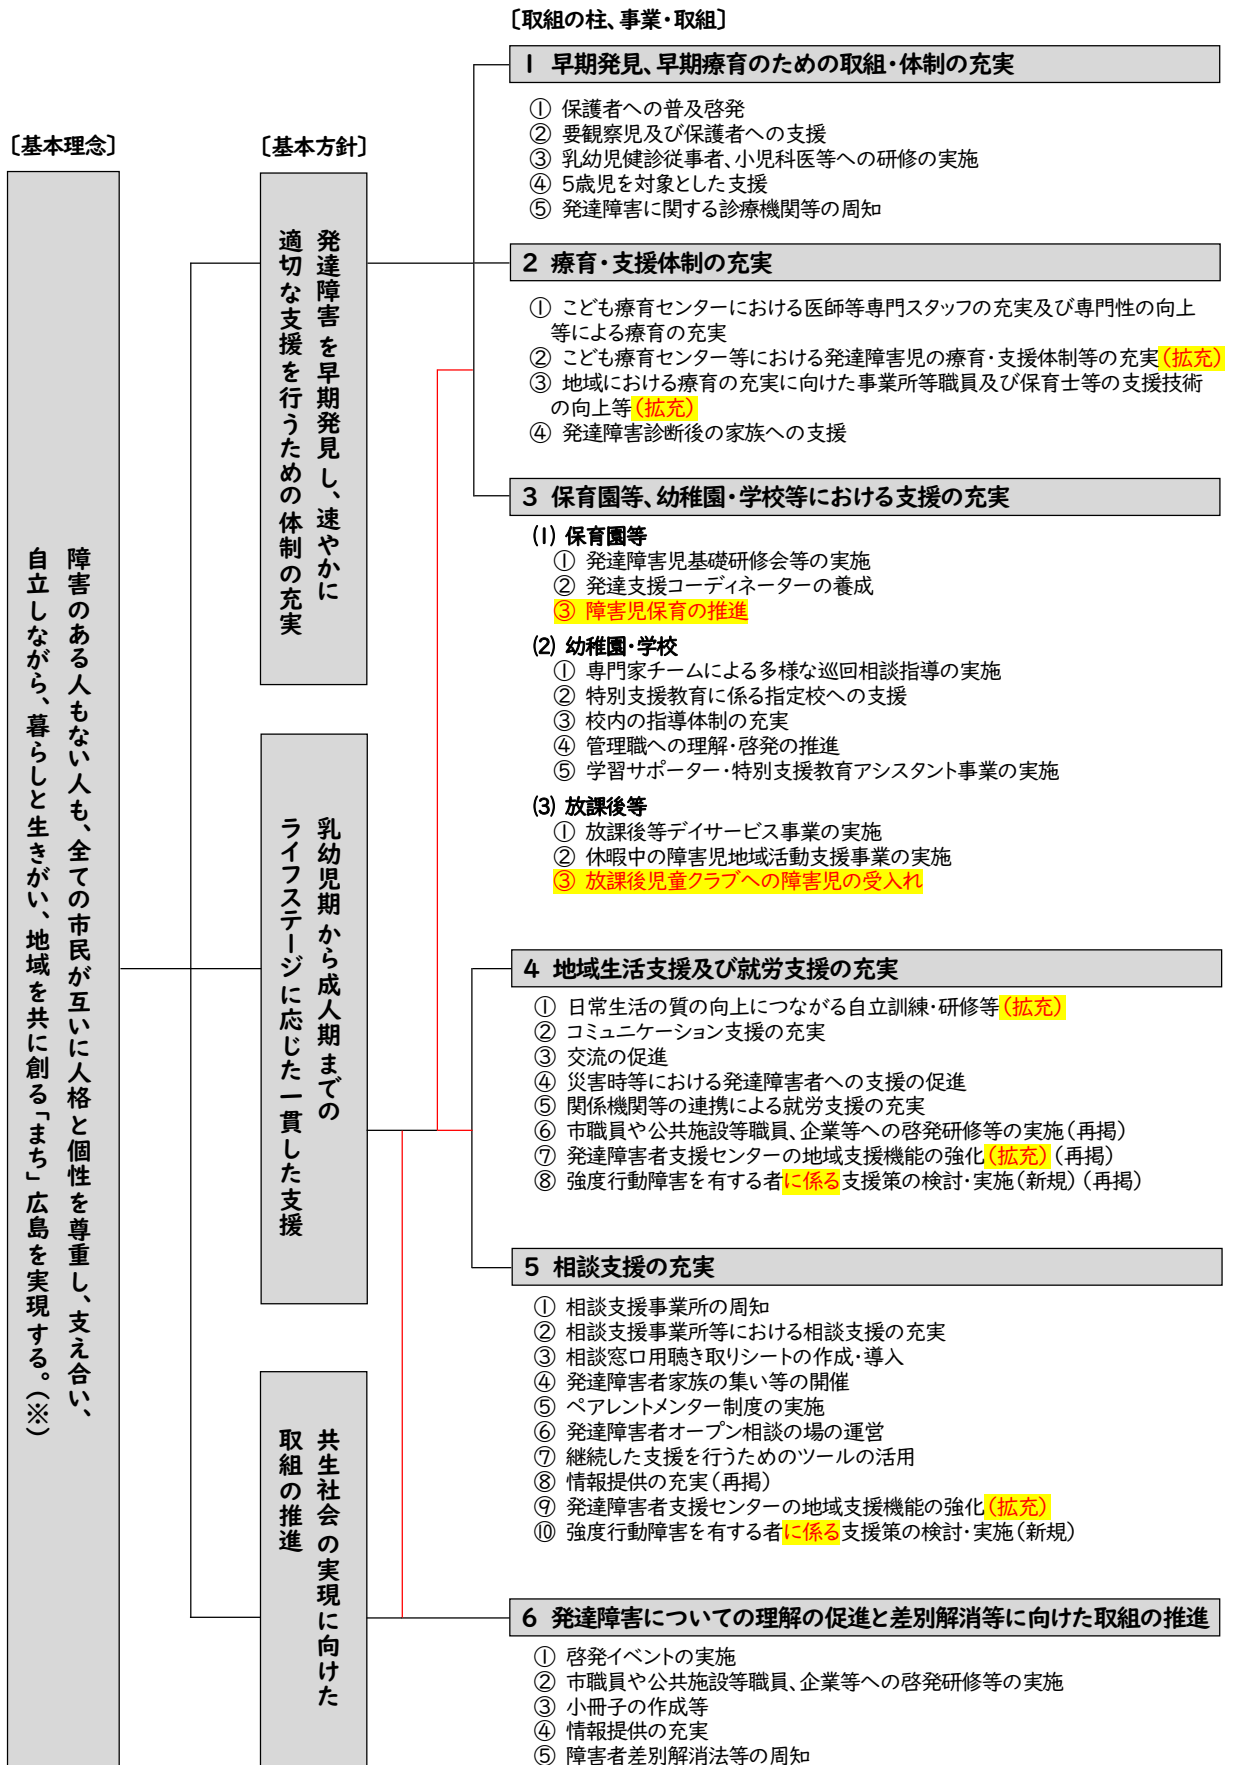 〔取組の柱、事業・取組〕
〔基本理念〕
障害のある人もない人も、全ての市民が互いに人格と個性を尊重し、支え合い、
自立しながら、暮らしと生きがい、地域を共に創る「まち」広島を実現する。(※)
〔基本方針〕
発達障害を早期発見し、速やかに
適切な支援を行うための体制の充実
乳幼児期から成人期までの
ライフステージに応じた一貫した支援
共生社会の実現に向けた
取組の推進
1 早期発見、早期療育のための取組・体制の充実
① 保護者への普及啓発
② 要観察児及び保護者への支援
③ 乳幼児健診従事者、小児科医等への研修の実施
④ 5歳児を対象とした支援
⑤ 発達障害に関する診療機関等の周知
2 療育・支援体制の充実
① こども療育センターにおける医師等専門スタッフの充実及び専門性の向上
等による療育の充実
② こども療育センター等における発達障害児の療育・支援体制等の充実(拡充)
③ 地域における療育の充実に向けた事業所等職員及び保育士等の支援技術
の向上等(拡充)
④ 発達障害診断後の家族への支援
3 保育園等、幼稚園・学校等における支援の充実
(1) 保育園等
① 発達障害児基礎研修会等の実施
② 発達支援コーディネーターの養成
③ 障害児保育の推進
(2) 幼稚園・学校
① 専門家チームによる多様な巡回相談指導の実施
② 特別支援教育に係る指定校への支援
③ 校内の指導体制の充実
④ 管理職への理解・啓発の推進
⑤ 学習サポーター・特別支援教育アシスタント事業の実施
(3) 放課後等
① 放課後等デイサービス事業の実施
② 休暇中の障害児地域活動支援事業の実施
③ 放課後児童クラブへの障害児の受入れ
4 地域生活支援及び就労支援の充実
① 日常生活の質の向上につながる自立訓練・研修等(拡充)
② コミュニケーション支援の充実
③ 交流の促進
④ 災害時等における発達障害者への支援の促進
⑤ 関係機関等の連携による就労支援の充実
⑥ 市職員や公共施設等職員、企業等への啓発研修等の実施(再掲)
⑦ 発達障害者支援センターの地域支援機能の強化(拡充)(再掲)
⑧ 強度行動障害を有する者に係る支援策の検討・実施(新規)(再掲)
5 相談支援の充実
① 相談支援事業所の周知
② 相談支援事業所等における相談支援の充実
③ 相談窓口用聴き取りシートの作成・導入
④ 発達障害者家族の集い等の開催
⑤ ペアレントメンター制度の実施
⑥ 発達障害者オープン相談の場の運営
⑦ 継続した支援を行うためのツールの活用
⑧ 情報提供の充実(再掲)
⑨ 発達障害者支援センターの地域支援機能の強化(拡充)
⑩ 強度行動障害を有する者に係る支援策の検討・実施(新規)
6 発達障害についての理解の促進と差別解消等に向けた取組の推進
① 啓発イベントの実施
② 市職員や公共施設等職員、企業等への啓発研修等の実施
③ 小冊子の作成等
④ 情報提供の充実
⑤ 障害者差別解消法等の周知